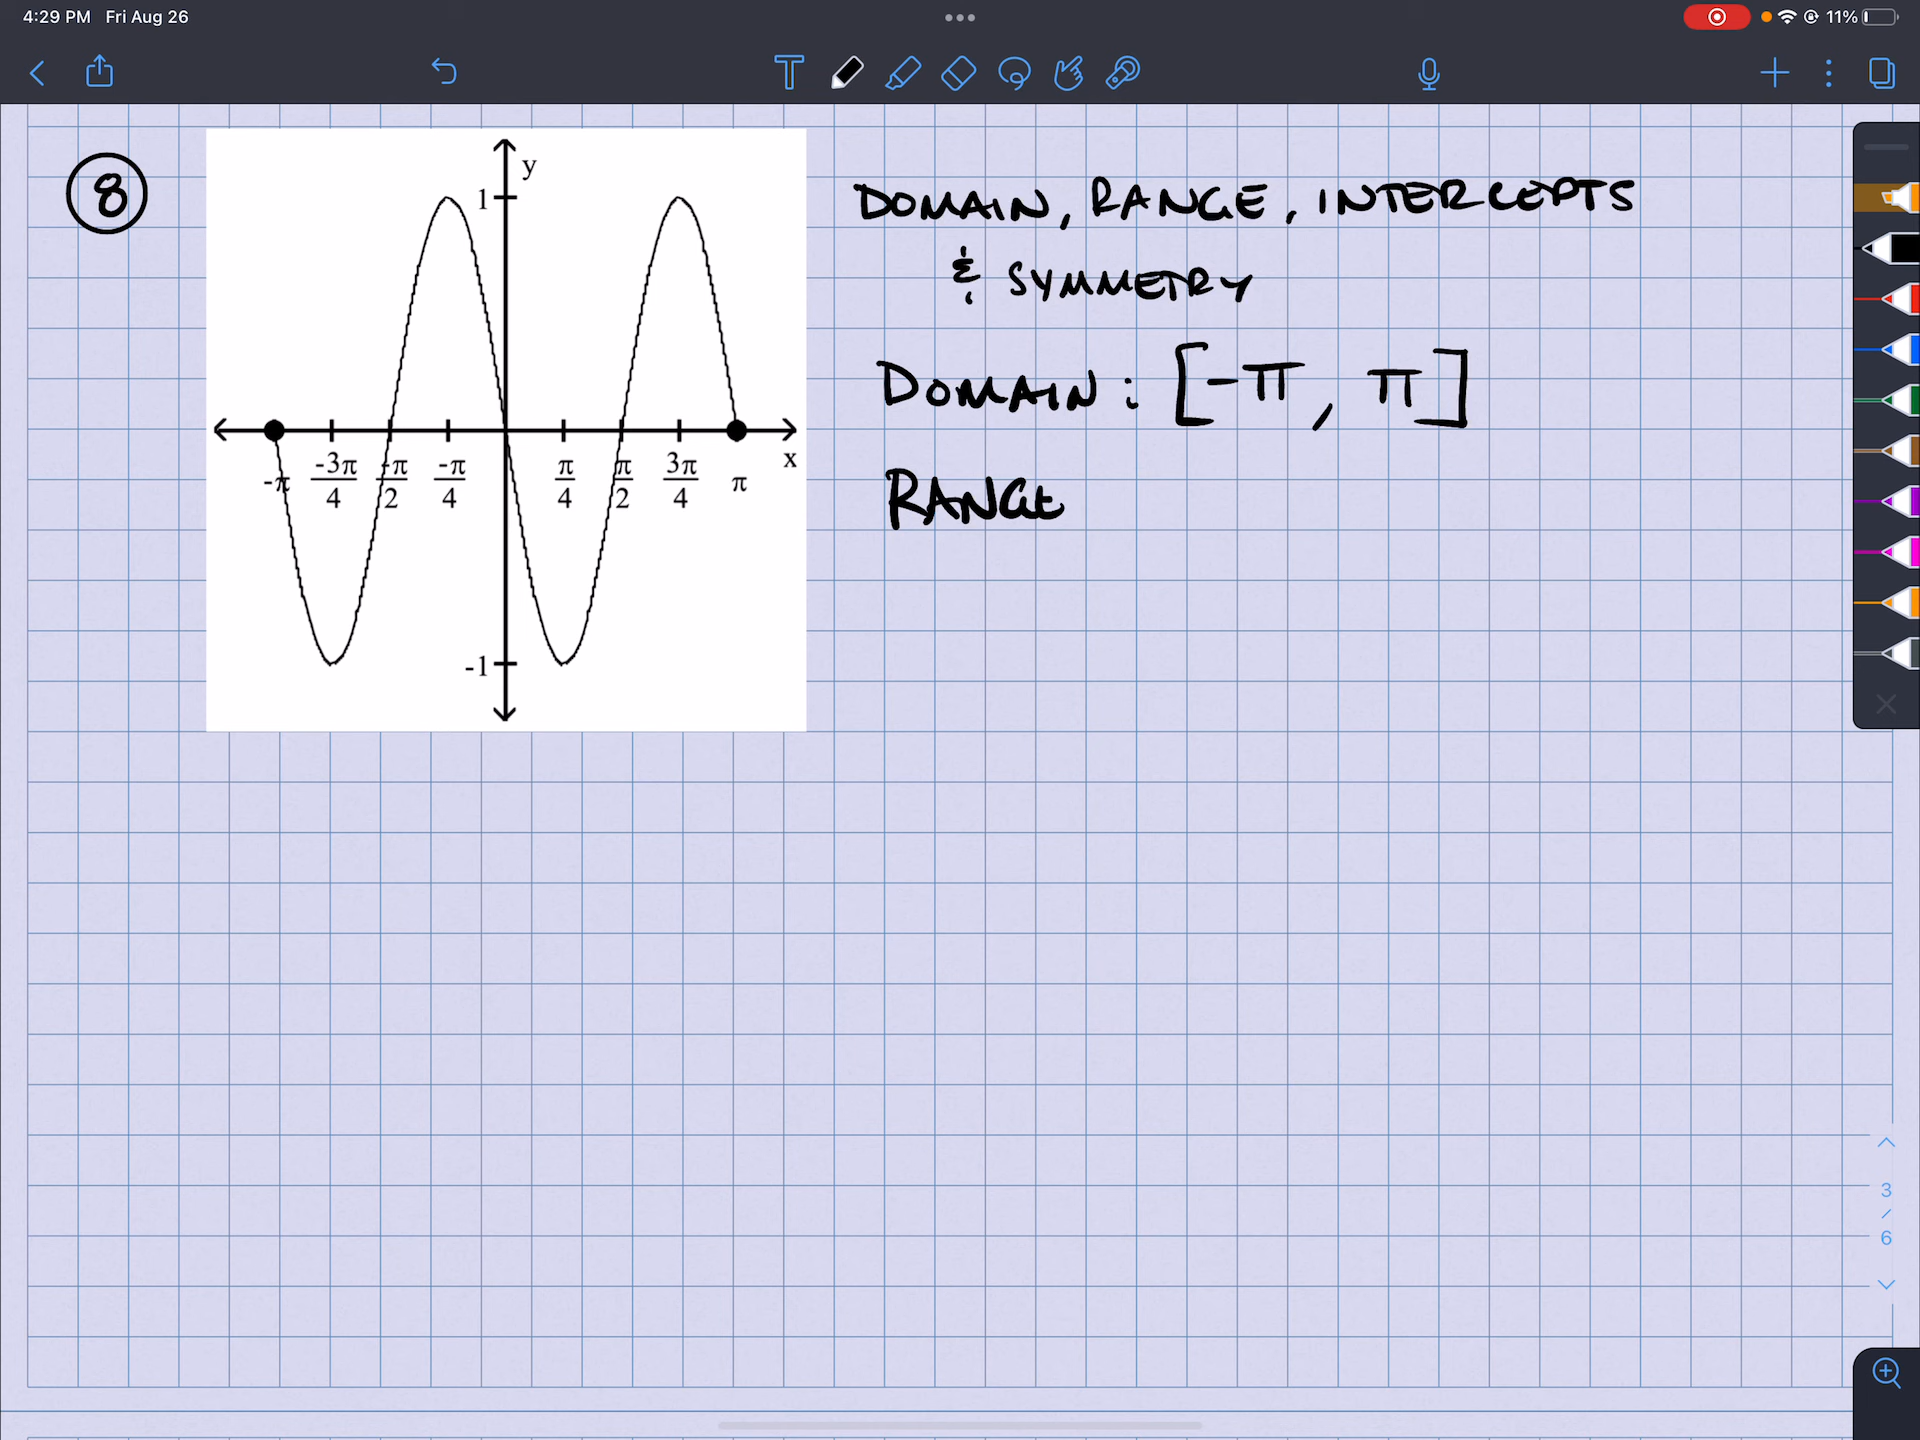 4:29 PM Fri Aug 26
11%
8
DOMAIN, RANGE, INTERCEPTS
& SYMMETRY
DOMAIN: [-π, π]
RANGE
y
1
-π -3π/4 -π/2 -π/4 π/4 π/2 3π/4 π x
-1
3
/
6